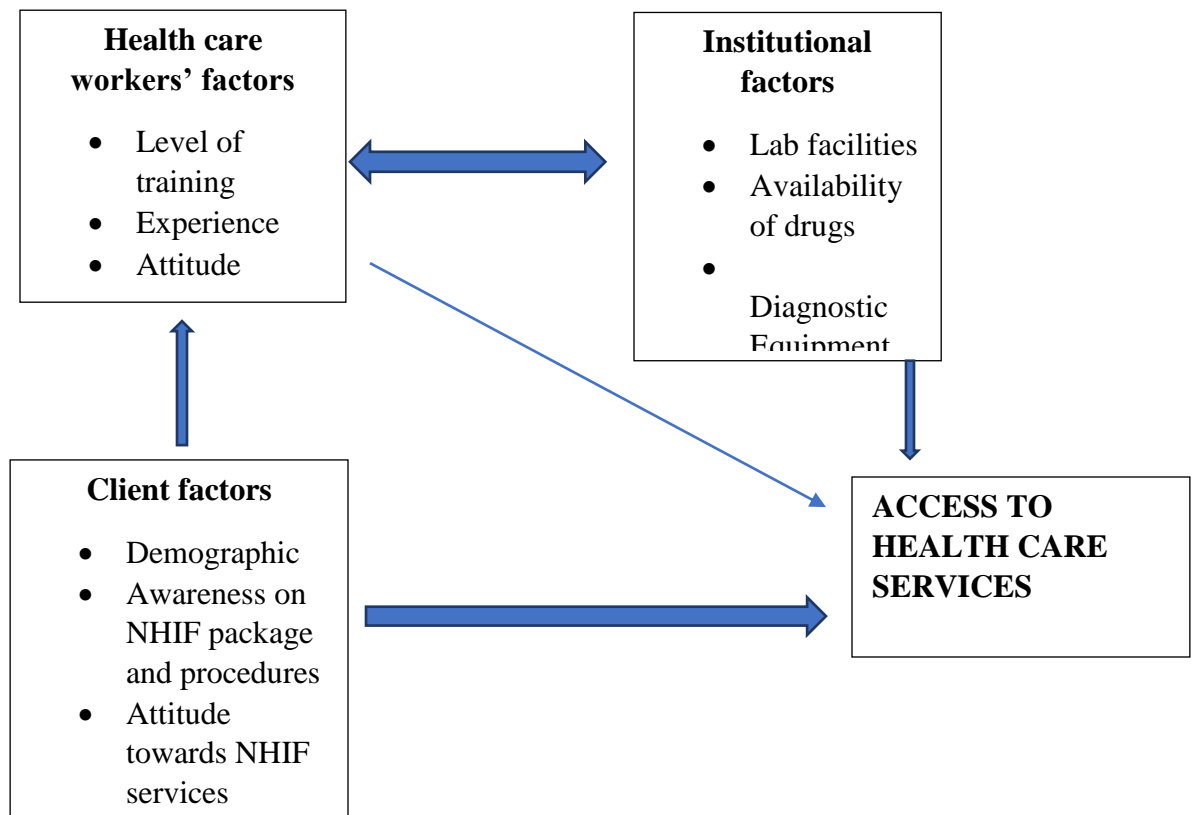 Health care
workers’ factors
• Level of
training
• Experience
• Attitude
Institutional
factors
• Lab facilities
• Availability
of drugs
•
Diagnostic
Equipment
Client factors
• Demographic
• Awareness on
NHIF package
and procedures
• Attitude
towards NHIF
services
ACCESS TO
HEALTH CARE
SERVICES